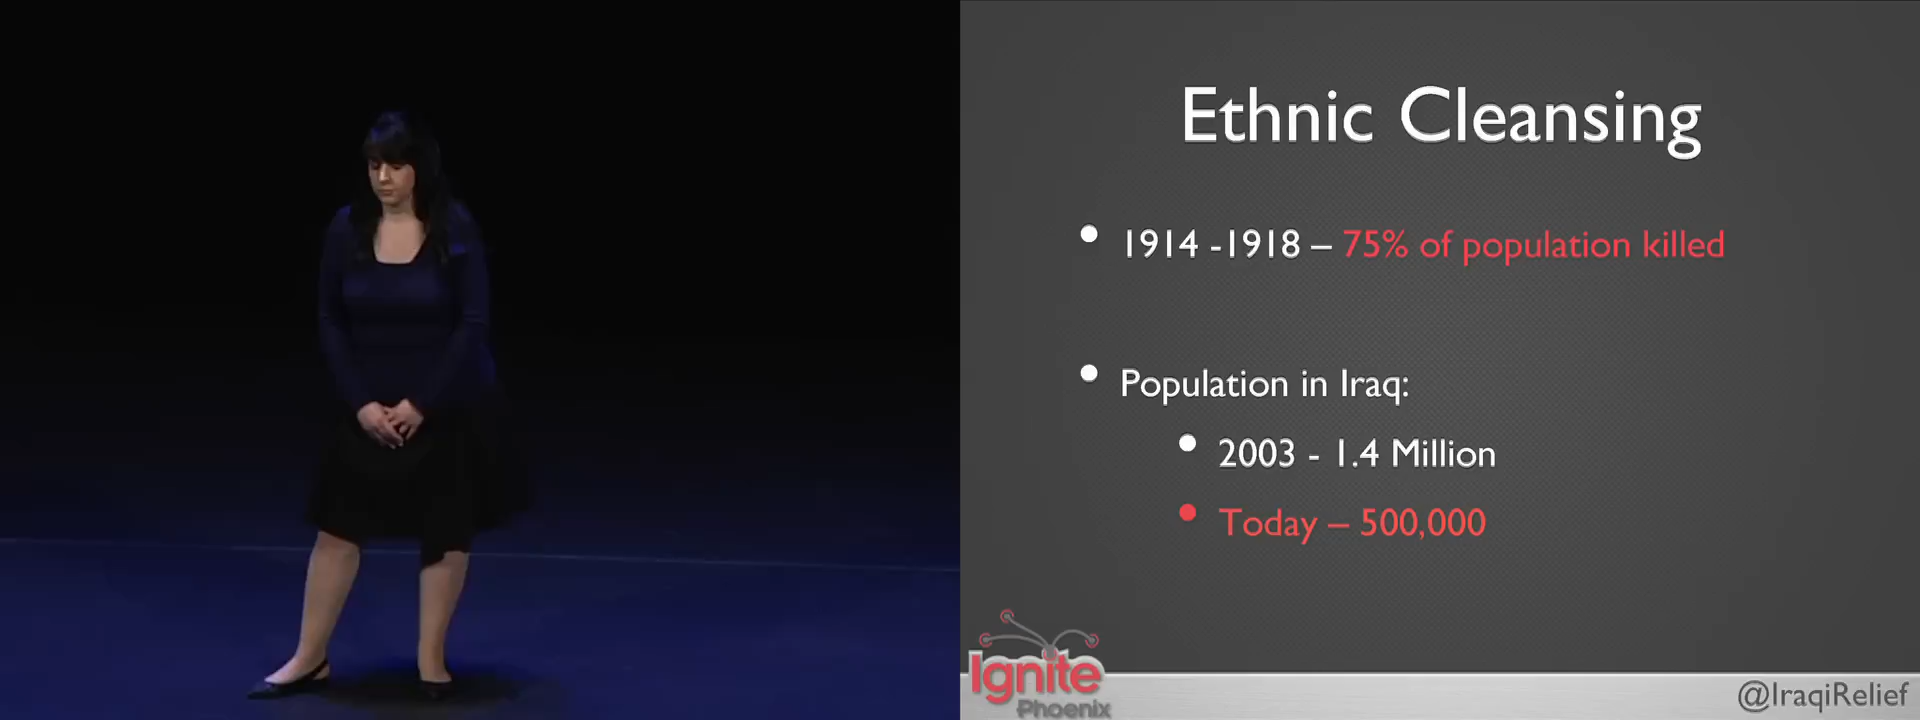 Ethnic Cleansing
1914 -1918 – 75% of population killed
Population in Iraq:
2003 - 1.4 Million
Today – 500,000
Ignite
Phoenix
@IraqiRelief